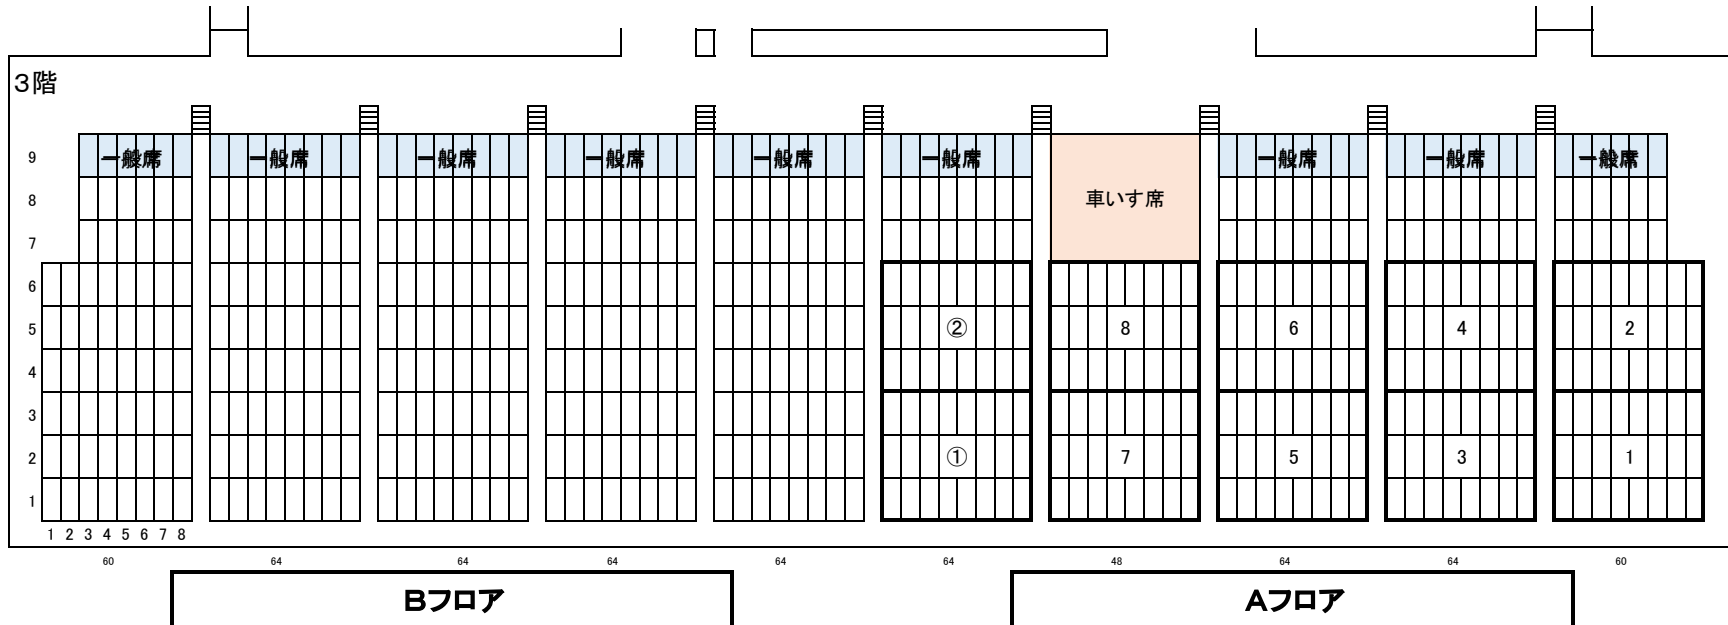 3階
9 一般席 一般席 一般席 一般席 一般席 一般席 一般席 一般席 一般席
8 車いす席
7
6
5 ② 8 6 4 2
4
3
2 ① 7 5 3 1
1
1 2 3 4 5 6 7 8
60 64 64 64 64 64 48 64 64 60
Bフロア Aフロア